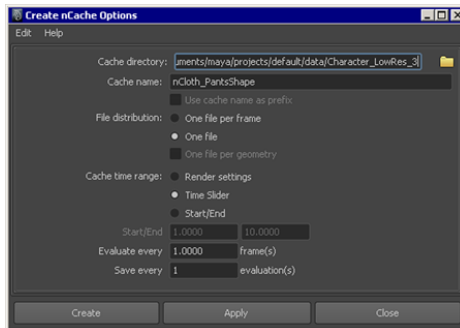 Create nCache Options
Edit Help
Cache directory: uments/maya/projects/default/data/Character_LowRes_3
Cache name: nCloth_PantsShape
Use cache name as prefix
File distribution: One file per frame
One file
One file per geometry
Cache time range: Render settings
Time Slider
Start/End
Start/End 1.0000 10.0000
Evaluate every 1.0000 frame(s)
Save every 1 evaluation(s)
Create Apply Close